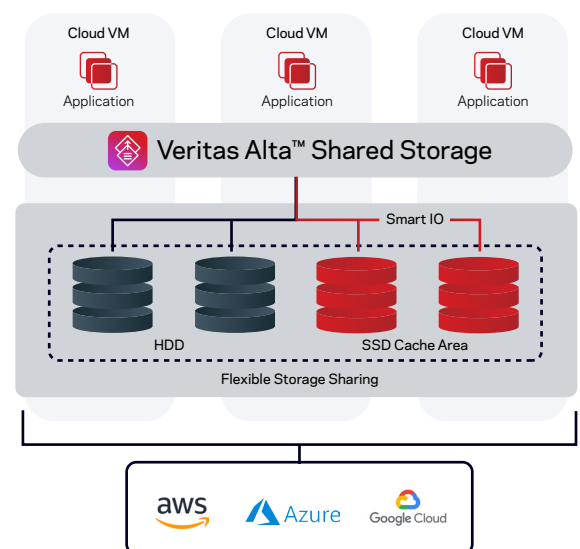 Cloud VM
Cloud VM
Cloud VM
Application
Application
Application
Veritas Alta™ Shared Storage
Smart IO
HDD
SSD Cache Area
Flexible Storage Sharing
aws
Azure
Google Cloud